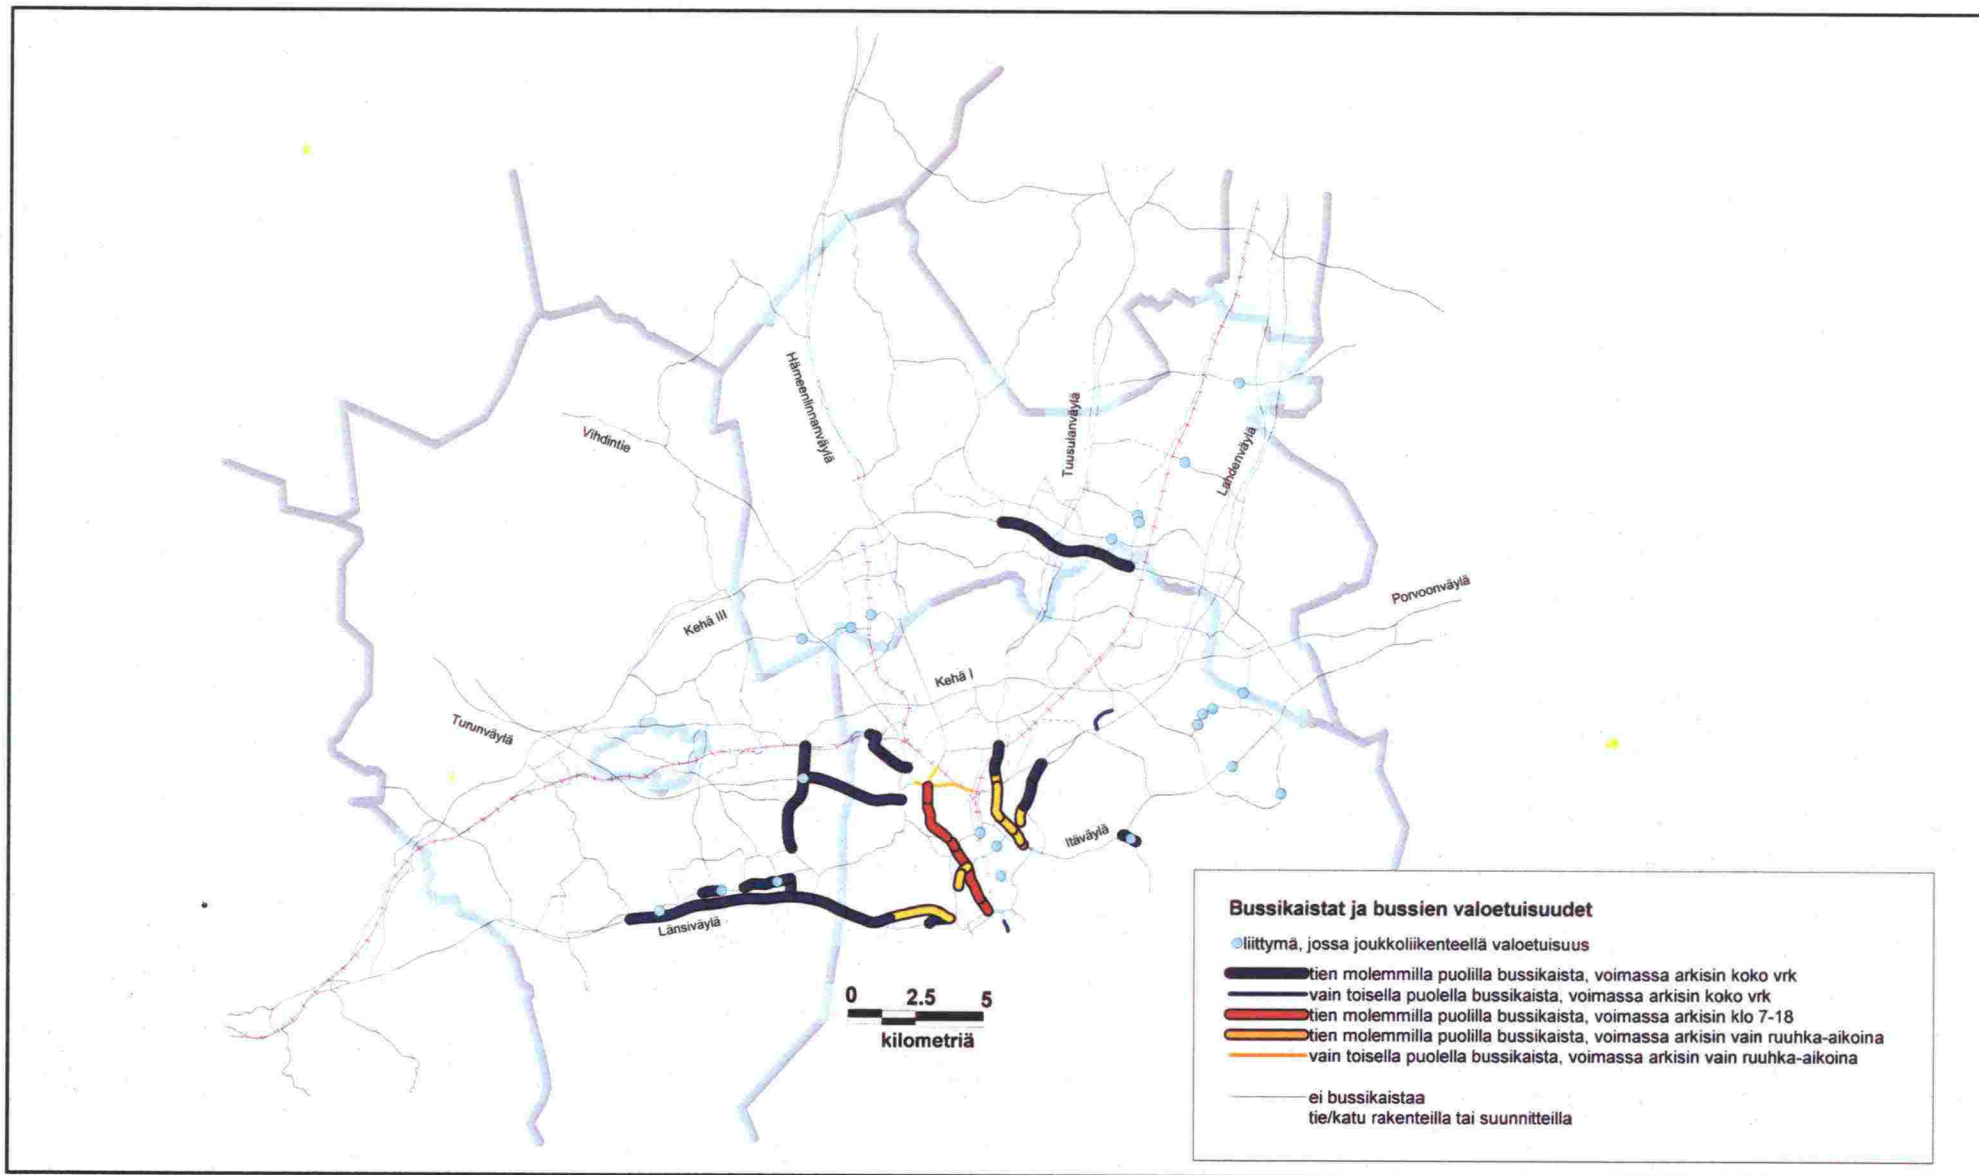 Hämeenlinnanväylä
Vihdintie
Tuusulanväylä
Lahdenväylä
Porvoonväylä
Kehä III
Kehä I
Turunväylä
Itäväylä
Länsiväylä
0 2.5 5
kilometriä
Bussikaistat ja bussien valoetuisuudet
liittymä, jossa joukkoliikenteellä valoetuisuus
tien molemmilla puolilla bussikaista, voimassa arkisin koko vrk
vain toisella puolella bussikaista, voimassa arkisin koko vrk
tien molemmilla puolilla bussikaista, voimassa arkisin klo 7-18
tien molemmilla puolilla bussikaista, voimassa arkisin vain ruuhka-aikoina
vain toisella puolella bussikaista, voimassa arkisin vain ruuhka-aikoina
ei bussikaistaa
tie/katu rakenteilla tai suunnitteilla